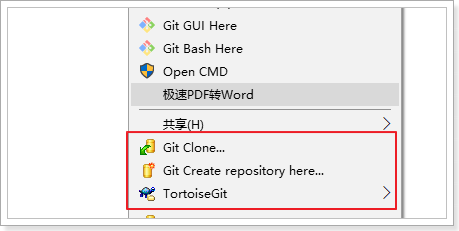 Git GUI Here
Git Bash Here
Open CMD
极速PDF转Word
共享(H)
Git Clone...
Git Create repository here...
TortoiseGit